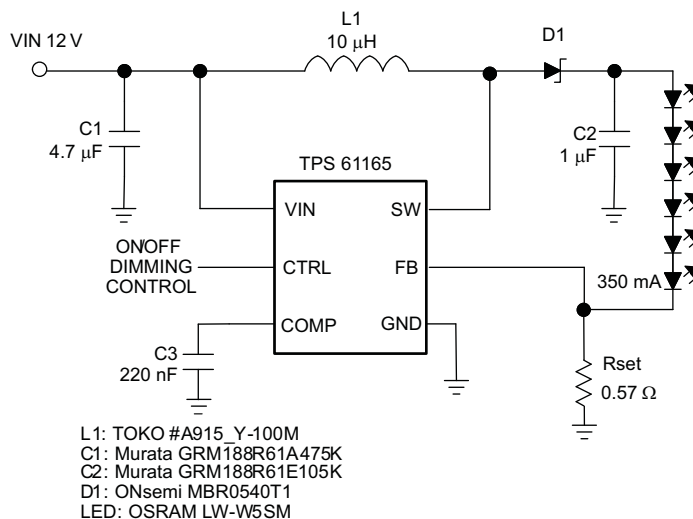 L1
10 μH
VIN 12 V
D1
C1
4.7 μF
C2
1 μF
TPS 61165
VIN
SW
ON/OFF
DIMMING
CONTROL
CTRL
FB
350 mA
COMP
GND
C3
220 nF
Rset
0.57 Ω
L1: TOKO #A915_Y-100M
C1: Murata GRM188R61A475K
C2: Murata GRM188R61E105K
D1: ONsemi MBR0540T1
LED: OSRAM LW-W5SM